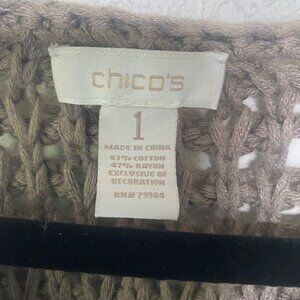 chico's
1
MADE IN CHINA
53% COTTON
47% RAYON
EXCLUSIVE OF
DECORATION
RN# 79984